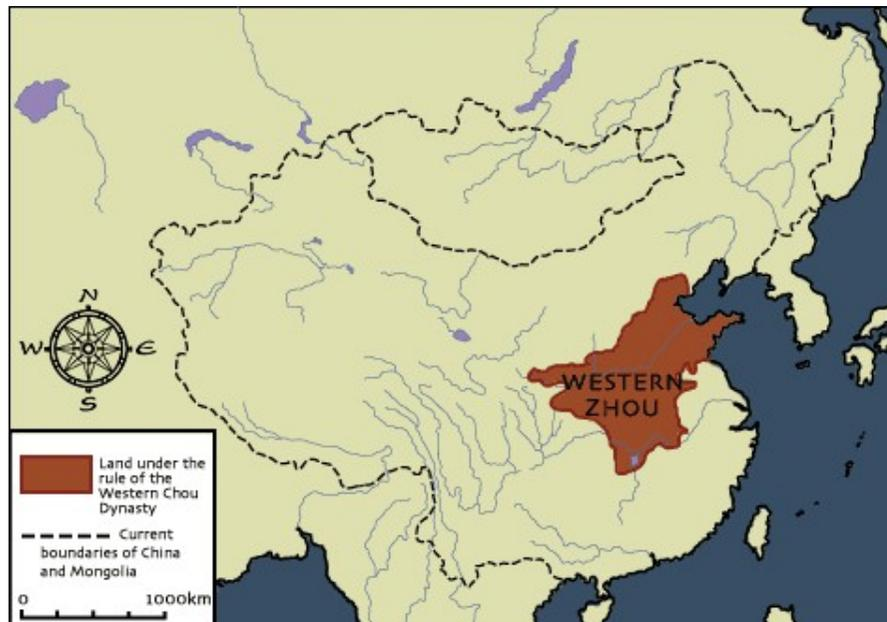 N
W E
S
WESTERN
ZHOU
Land under the
rule of the
Western Chou
Dynasty
Current
boundaries of China
and Mongolia
0 1000km